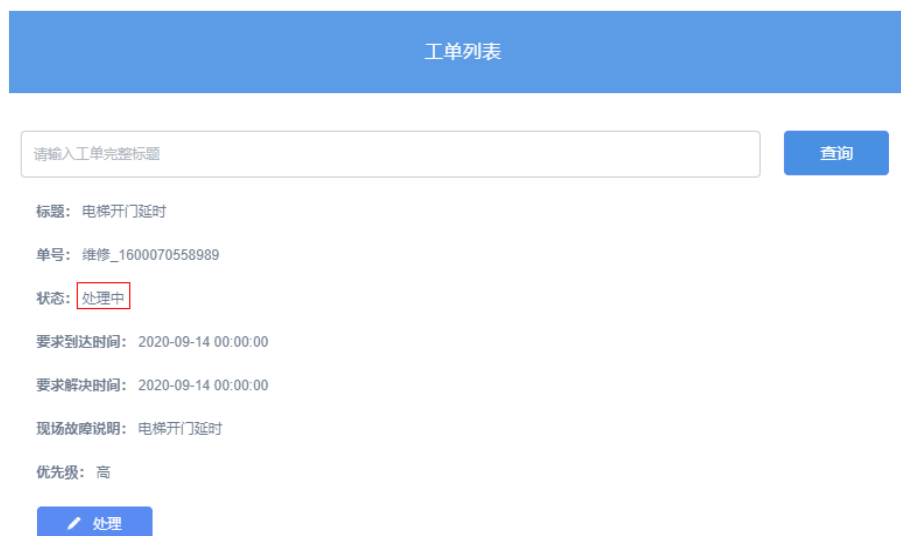 工单列表
请输入工单完整标题
查询
标题： 电梯开门延时
单号： 维修_1600070558989
状态： 处理中
要求到达时间： 2020-09-14 00:00:00
要求解决时间： 2020-09-14 00:00:00
现场故障说明： 电梯开门延时
优先级： 高
处理